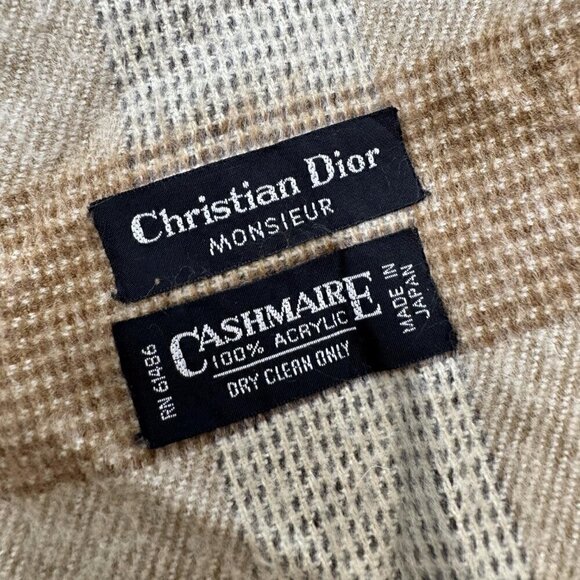 Christian Dior
MONSIEUR
RN 61486
CASHMAIRE
100% ACRYLIC
DRY CLEAN ONLY
MADE IN
JAPAN